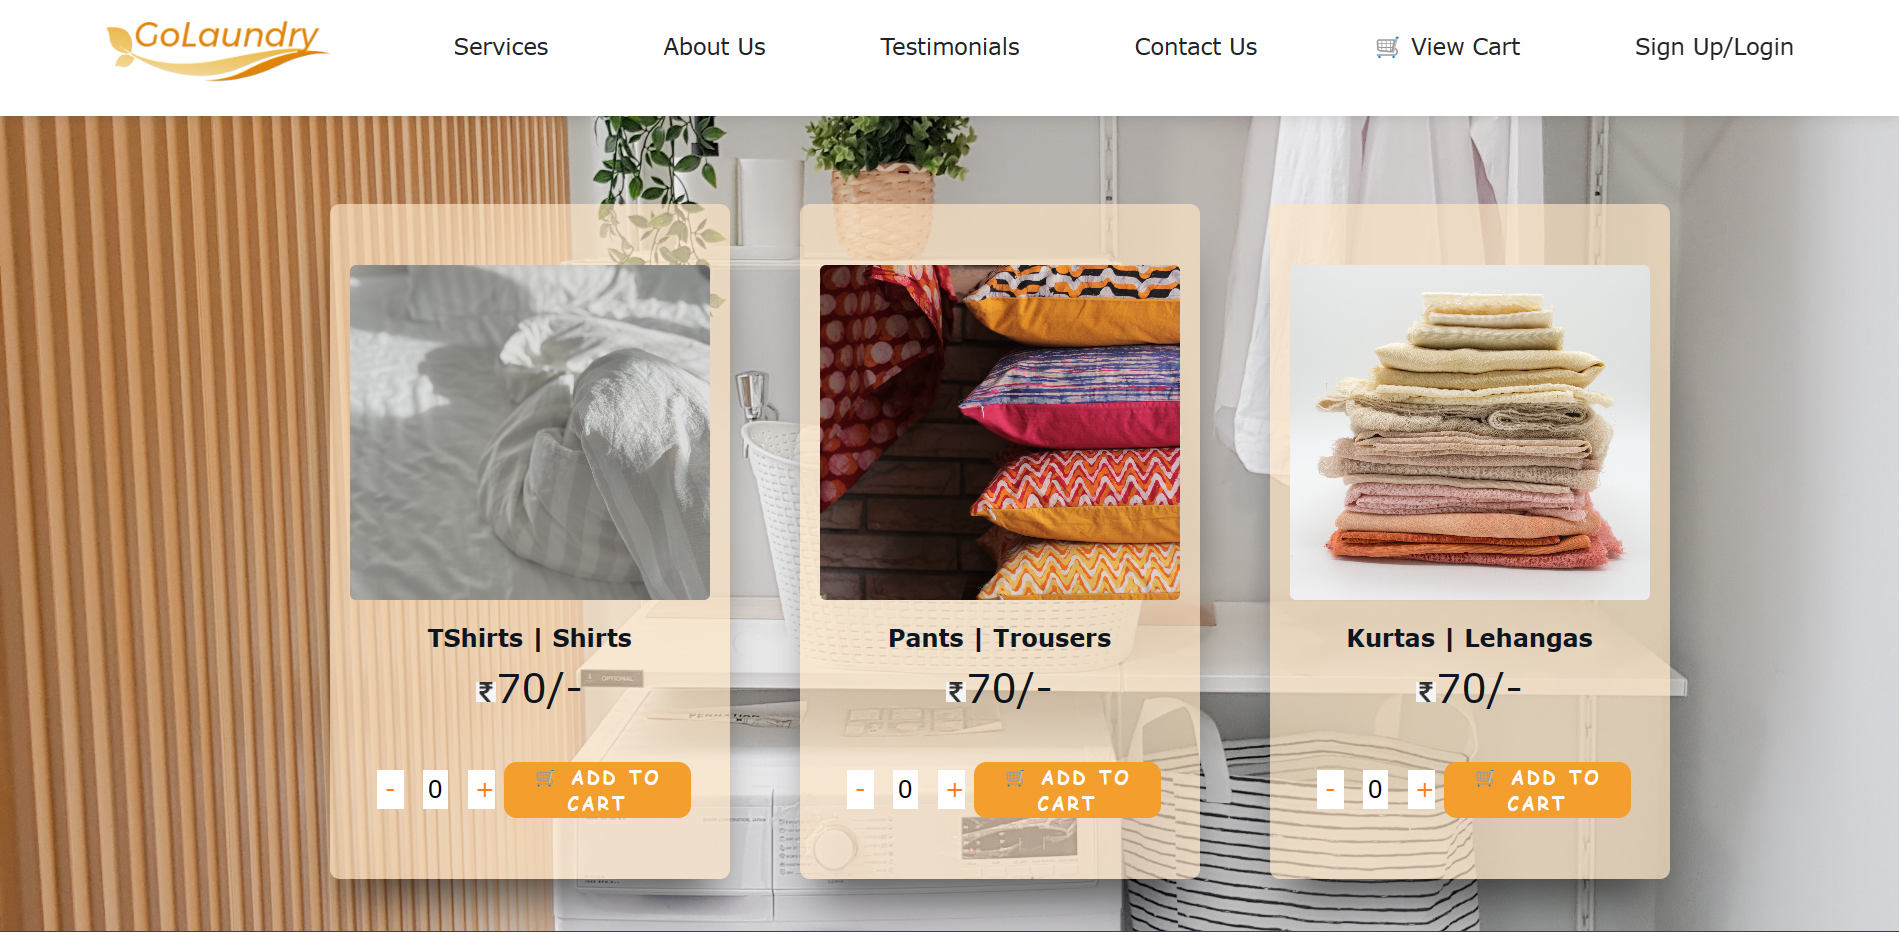 GoLaundry
Services
About Us
Testimonials
Contact Us
🛒 View Cart
Sign Up/Login
TShirts | Shirts
₹70/-
- 0 +
🛒 ADD TO
CART
Pants | Trousers
₹70/-
- 0 +
🛒 ADD TO
CART
Kurtas | Lehangas
₹70/-
- 0 +
🛒 ADD TO
CART
OPTIONAL